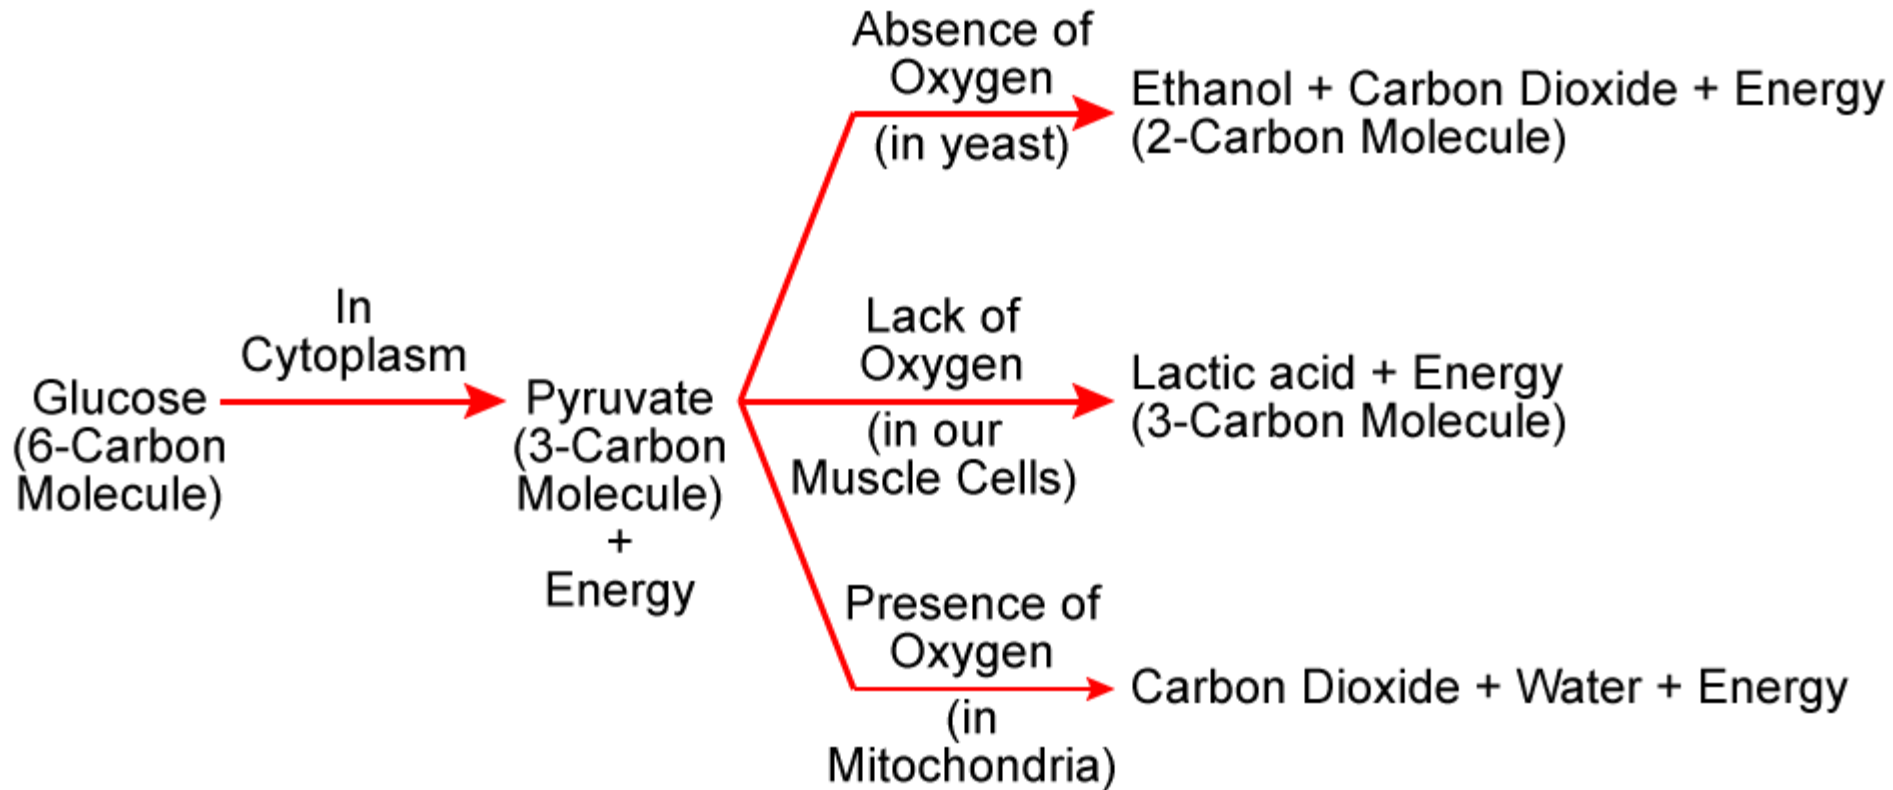 Absence of
Oxygen
(in yeast)
Ethanol + Carbon Dioxide + Energy
(2-Carbon Molecule)
In
Cytoplasm
Glucose
(6-Carbon
Molecule)
Pyruvate
(3-Carbon
Molecule)
+
Energy
Lack of
Oxygen
(in our
Muscle Cells)
Lactic acid + Energy
(3-Carbon Molecule)
Presence of
Oxygen
(in
Mitochondria)
Carbon Dioxide + Water + Energy